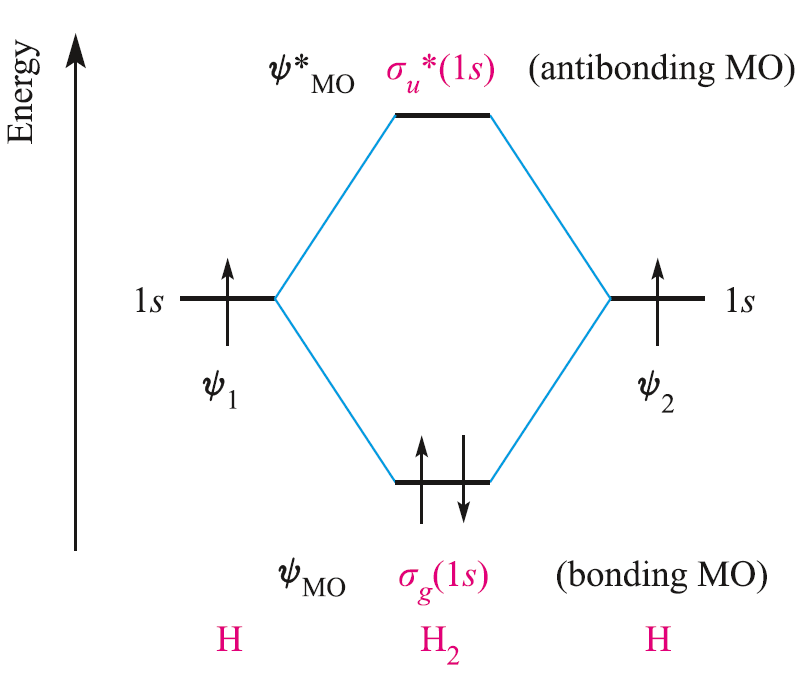 Energy
ψ*MO σu*(1s) (antibonding MO)
1s 1s
ψ1 ψ2
ψMO σg(1s) (bonding MO)
H H2 H